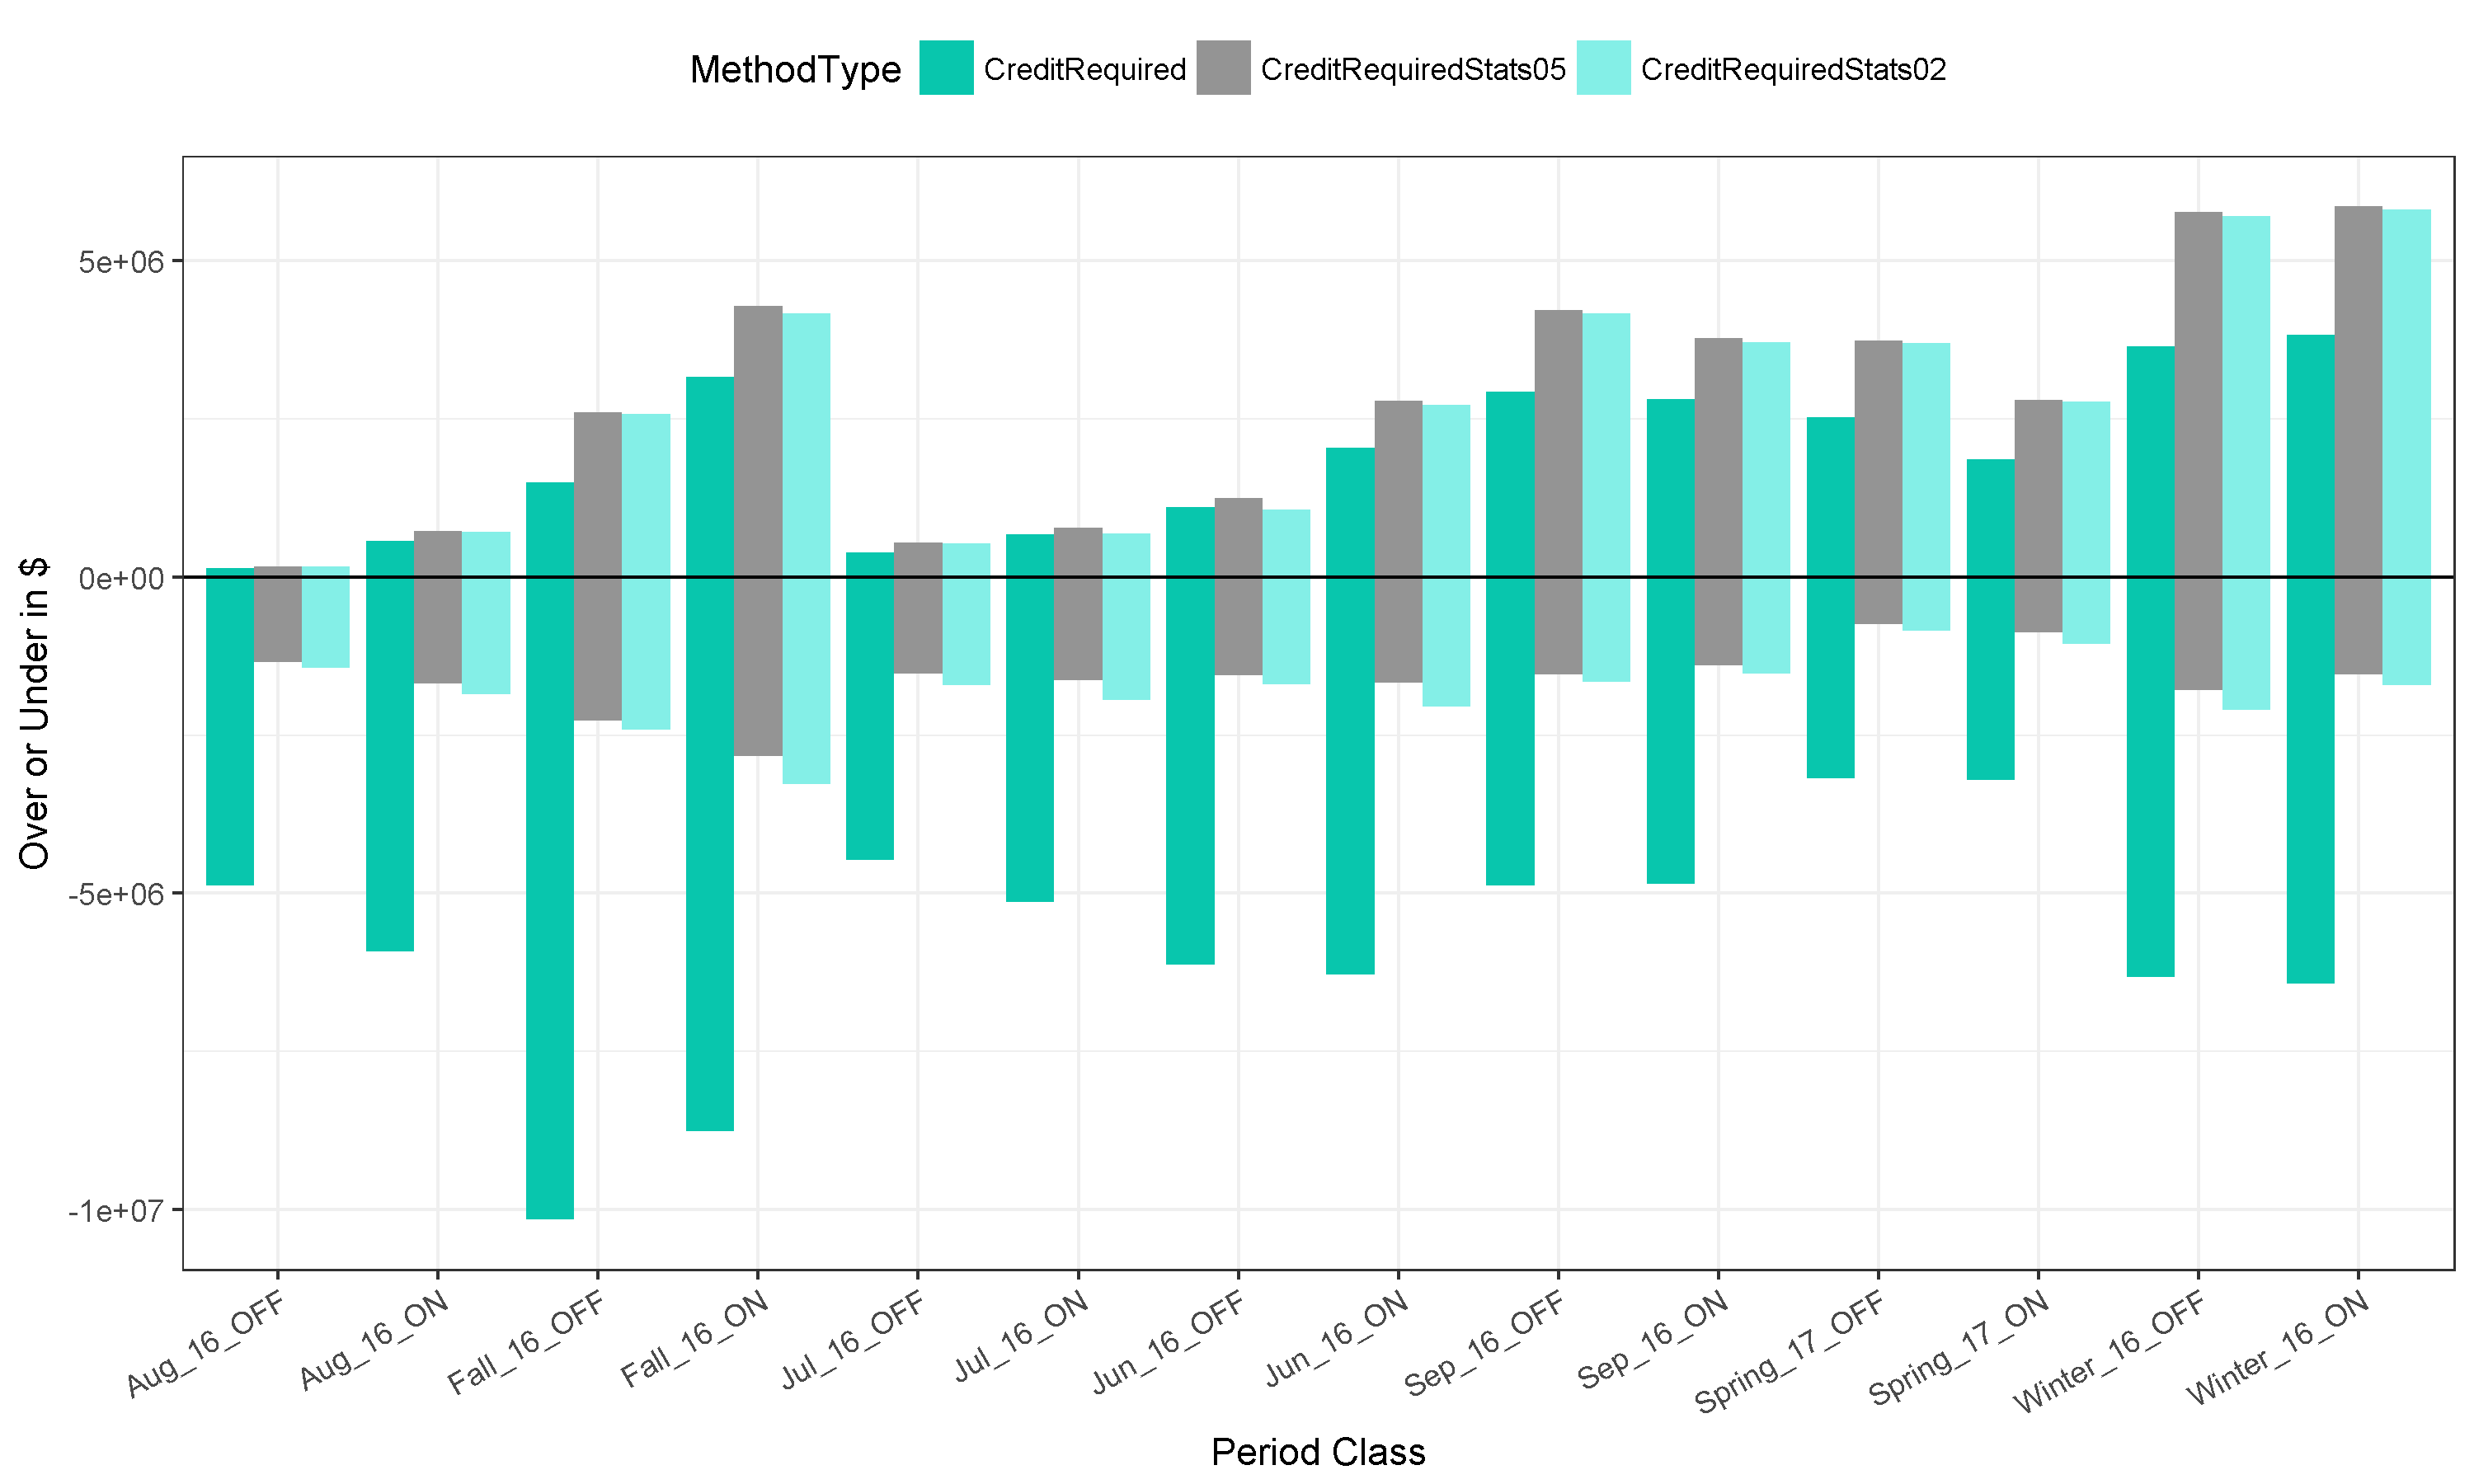 MethodType CreditRequired CreditRequiredStats05 CreditRequiredStats02
Over or Under in $
5e+06
0e+00
-5e+06
-1e+07
Aug_16_OFF
Aug_16_ON
Fall_16_OFF
Fall_16_ON
Jul_16_OFF
Jul_16_ON
Jun_16_OFF
Jun_16_ON
Sep_16_OFF
Sep_16_ON
Spring_17_OFF
Spring_17_ON
Winter_16_OFF
Winter_16_ON
Period Class